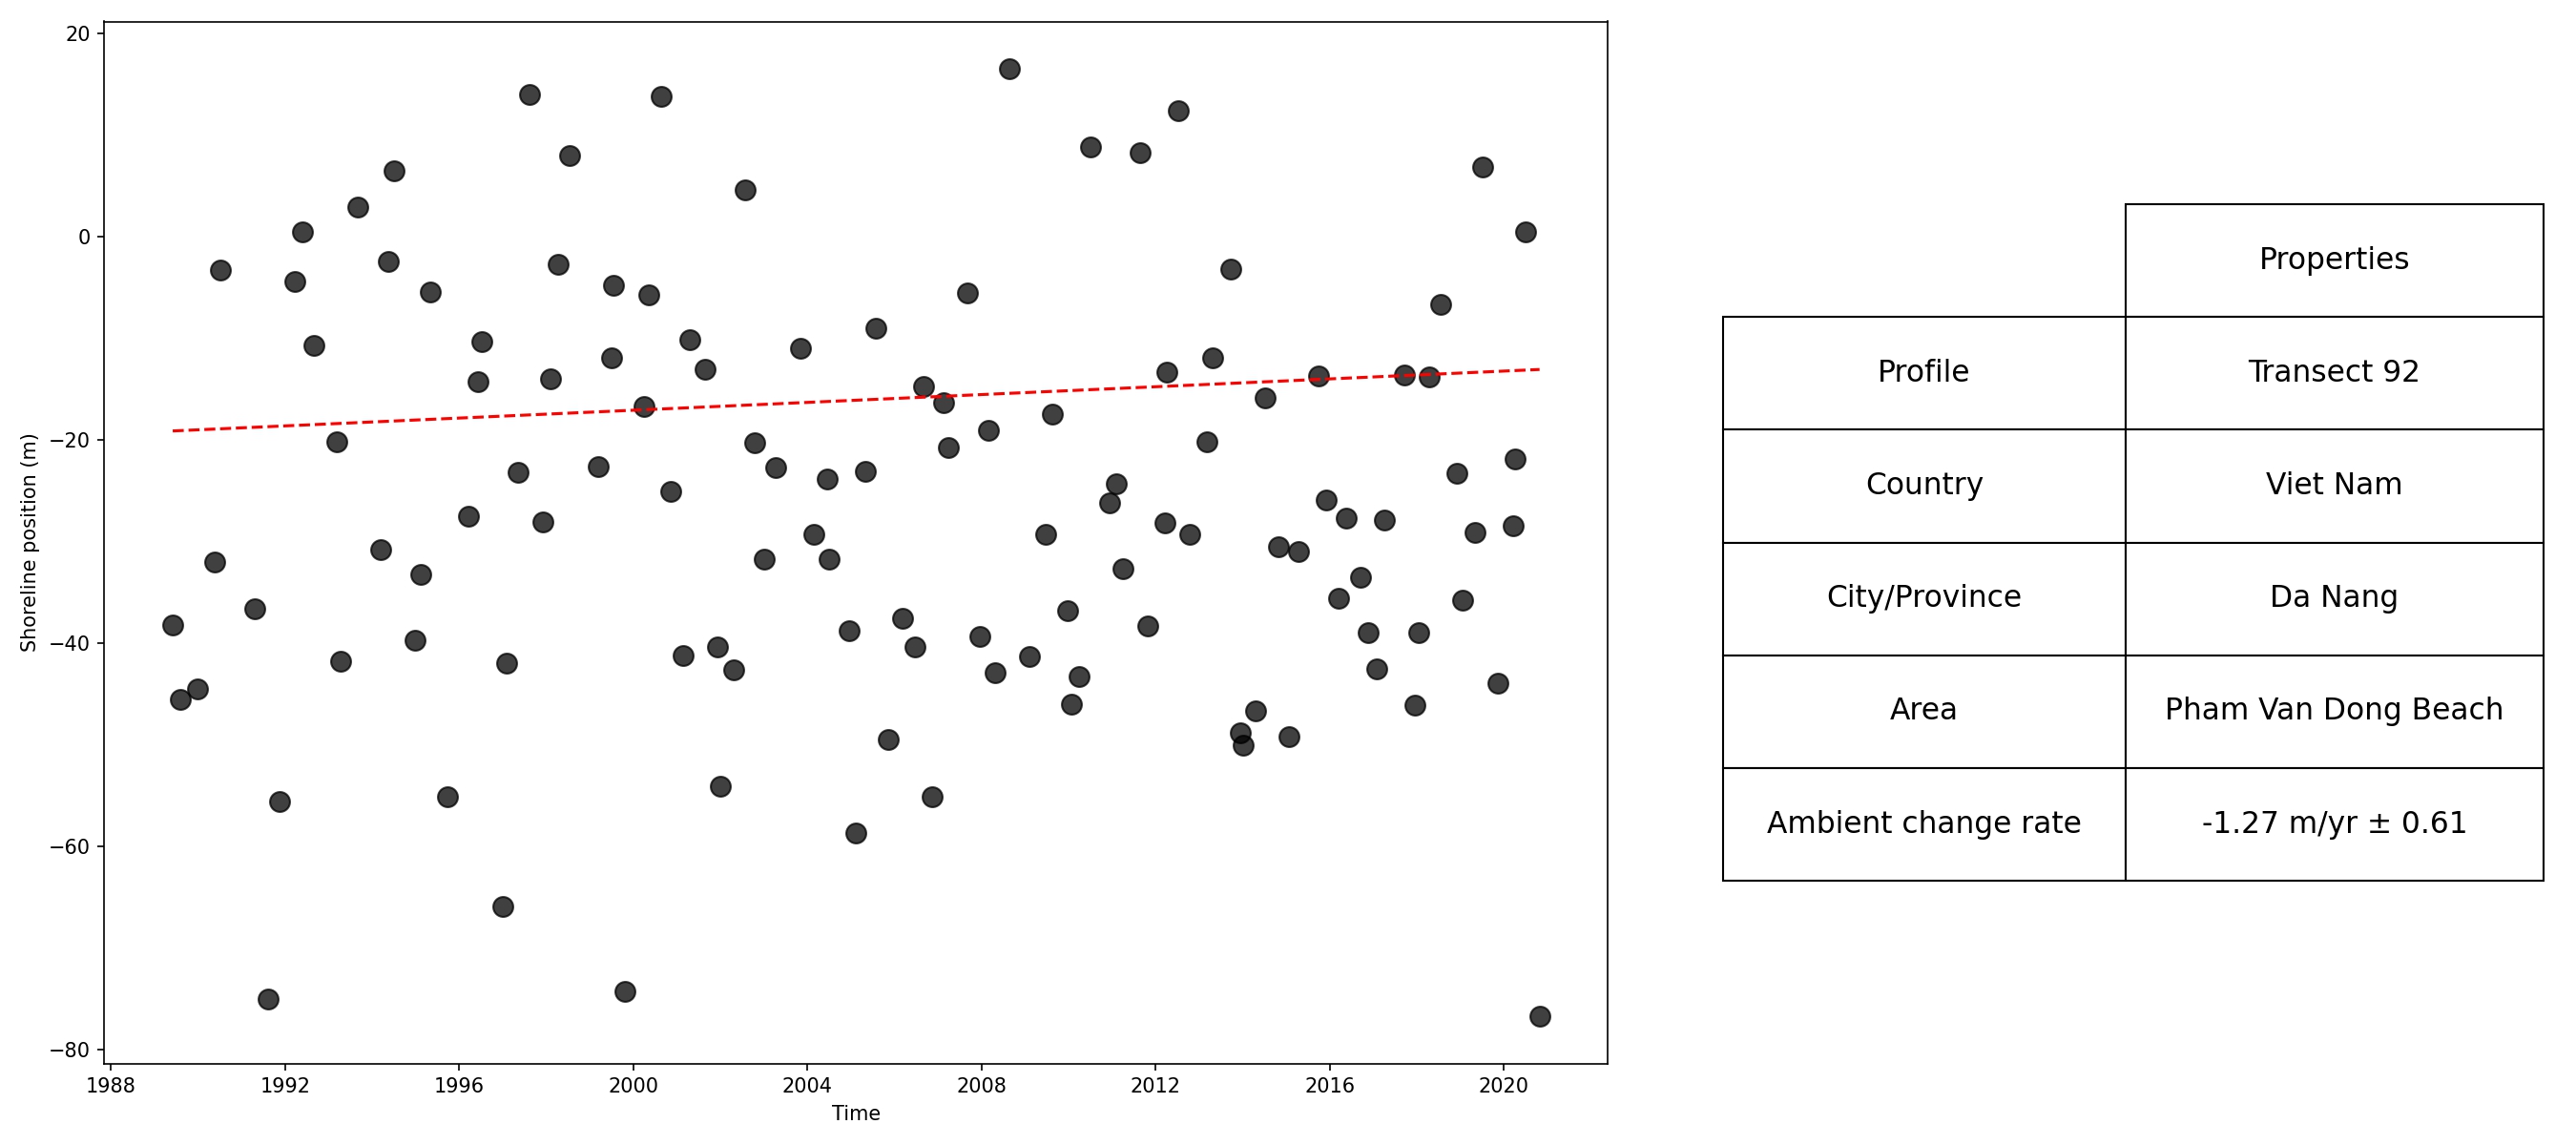 20
0
−20
−40
−60
−80
Shoreline position (m)
1988 1992 1996 2000 2004 2008 2012 2016 2020
Time
Properties
Profile Transect 92
Country Viet Nam
City/Province Da Nang
Area Pham Van Dong Beach
Ambient change rate -1.27 m/yr ± 0.61